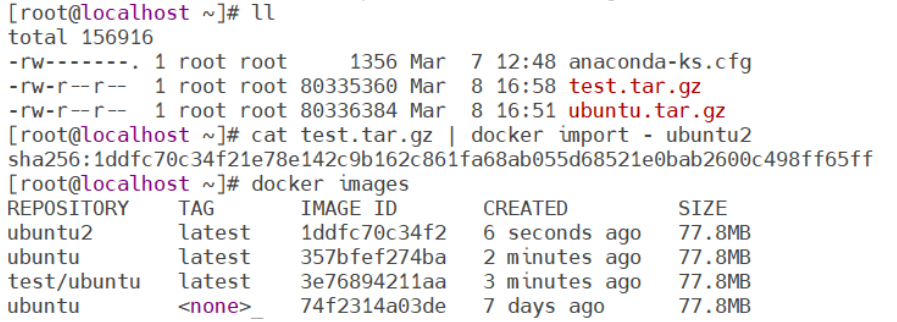 [root@localhost ~]# ll
total 156916
-rw-------. 1 root root     1356 Mar  7 12:48 anaconda-ks.cfg
-rw-r--r--  1 root root 80335360 Mar  8 16:58 test.tar.gz
-rw-r--r--  1 root root 80336384 Mar  8 16:51 ubuntu.tar.gz
[root@localhost ~]# cat test.tar.gz | docker import - ubuntu2
sha256:1ddfc70c34f21e78e142c9b162c861fa68ab055d68521e0bab2600c498ff65ff
[root@localhost ~]# docker images
REPOSITORY    TAG       IMAGE ID       CREATED         SIZE
ubuntu2       latest    1ddfc70c34f2   6 seconds ago   77.8MB
ubuntu        latest    357bfef274ba   2 minutes ago   77.8MB
test/ubuntu   latest    3e76894211aa   3 minutes ago   77.8MB
ubuntu        <none>    74f2314a03de   7 days ago      77.8MB